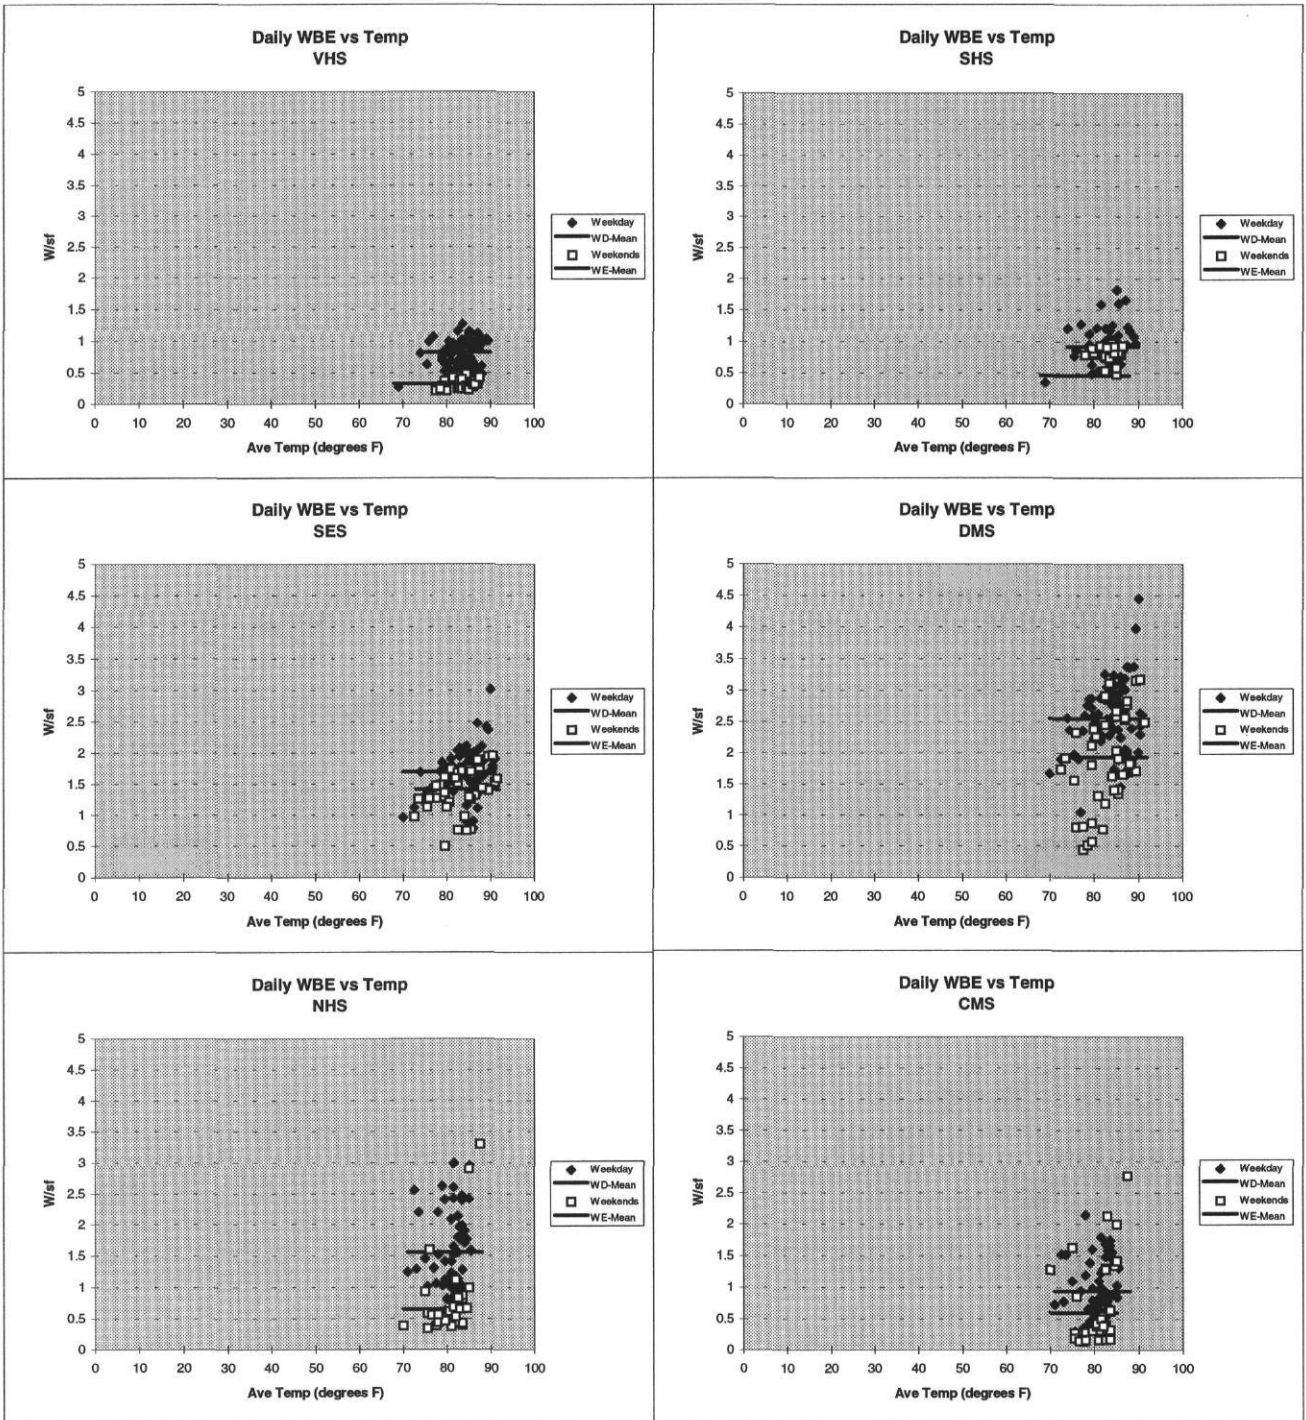 Daily WBE vs Temp
VHS
5
4.5
4
3.5
3
2.5
2
1.5
1
0.5
0
W/sf
0 10 20 30 40 50 60 70 80 90 100
Ave Temp (degrees F)
Weekday
WD-Mean
Weekends
WE-Mean
Daily WBE vs Temp
SHS
5
4.5
4
3.5
3
2.5
2
1.5
1
0.5
0
W/sf
0 10 20 30 40 50 60 70 80 90 100
Ave Temp (degrees F)
Weekday
WD-Mean
Weekends
WE-Mean
Daily WBE vs Temp
SES
5
4.5
4
3.5
3
2.5
2
1.5
1
0.5
0
W/sf
0 10 20 30 40 50 60 70 80 90 100
Ave Temp (degrees F)
Weekday
WD-Mean
Weekends
WE-Mean
Daily WBE vs Temp
DMS
5
4.5
4
3.5
3
2.5
2
1.5
1
0.5
0
W/sf
0 10 20 30 40 50 60 70 80 90 100
Ave Temp (degrees F)
Weekday
WD-Mean
Weekends
WE-Mean
Daily WBE vs Temp
NHS
5
4.5
4
3.5
3
2.5
2
1.5
1
0.5
0
W/sf
0 10 20 30 40 50 60 70 80 90 100
Ave Temp (degrees F)
Weekday
WD-Mean
Weekends
WE-Mean
Daily WBE vs Temp
CMS
5
4.5
4
3.5
3
2.5
2
1.5
1
0.5
0
W/sf
0 10 20 30 40 50 60 70 80 90 100
Ave Temp (degrees F)
Weekday
WD-Mean
Weekends
WE-Mean